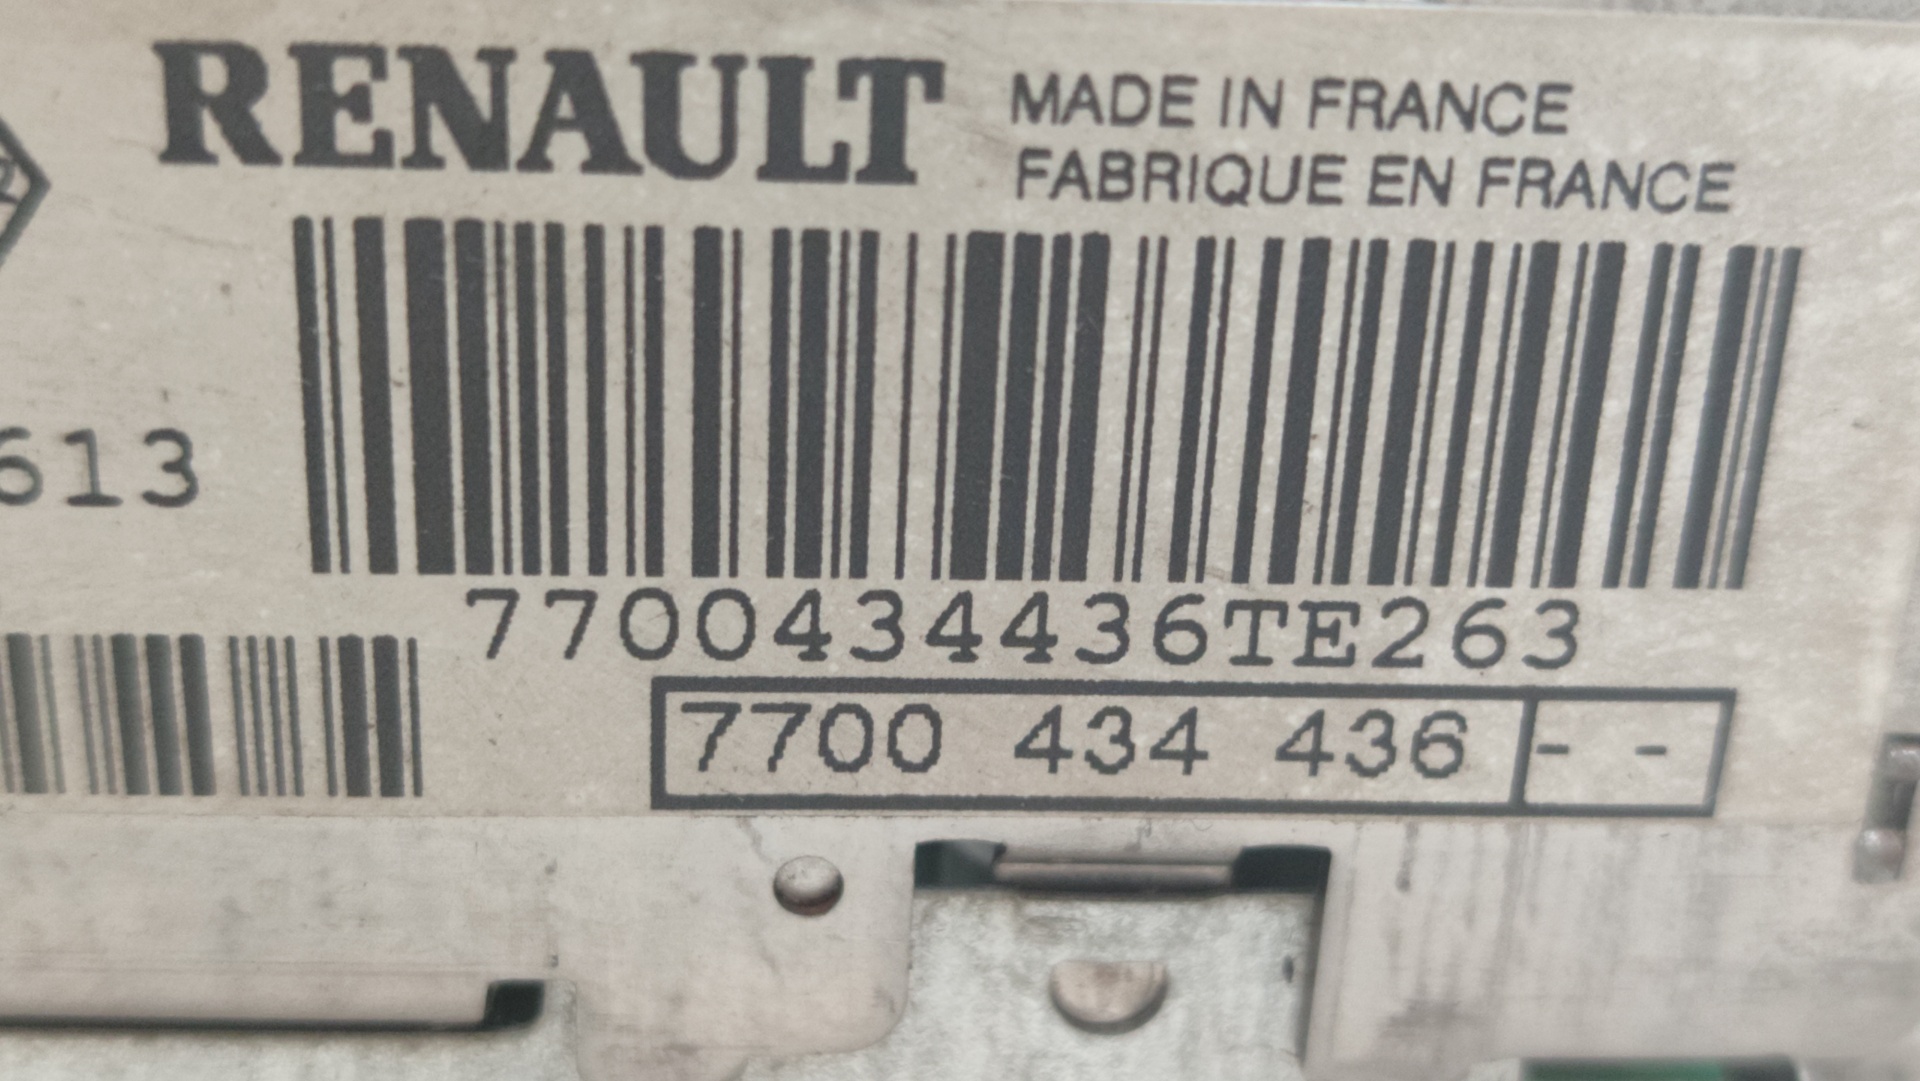 RENAULT
MADE IN FRANCE
FABRIQUE EN FRANCE
613
7700434436TE263
7700 434 436 - -